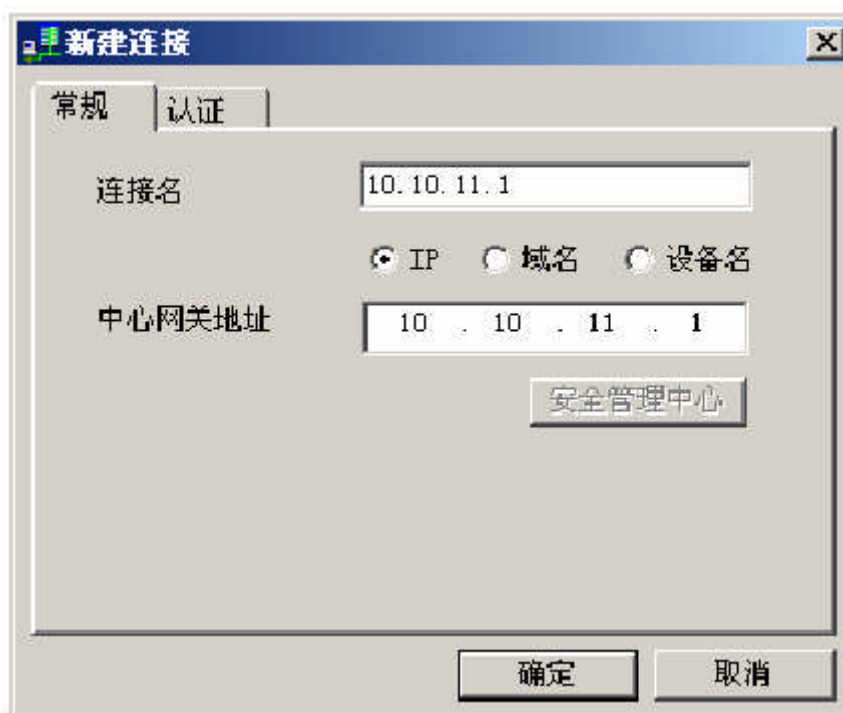 新建连接
常规 认证
连接名 10.10.11.1
IP 域名 设备名
中心网关地址 10 . 10 . 11 . 1
安全管理中心
确定 取消